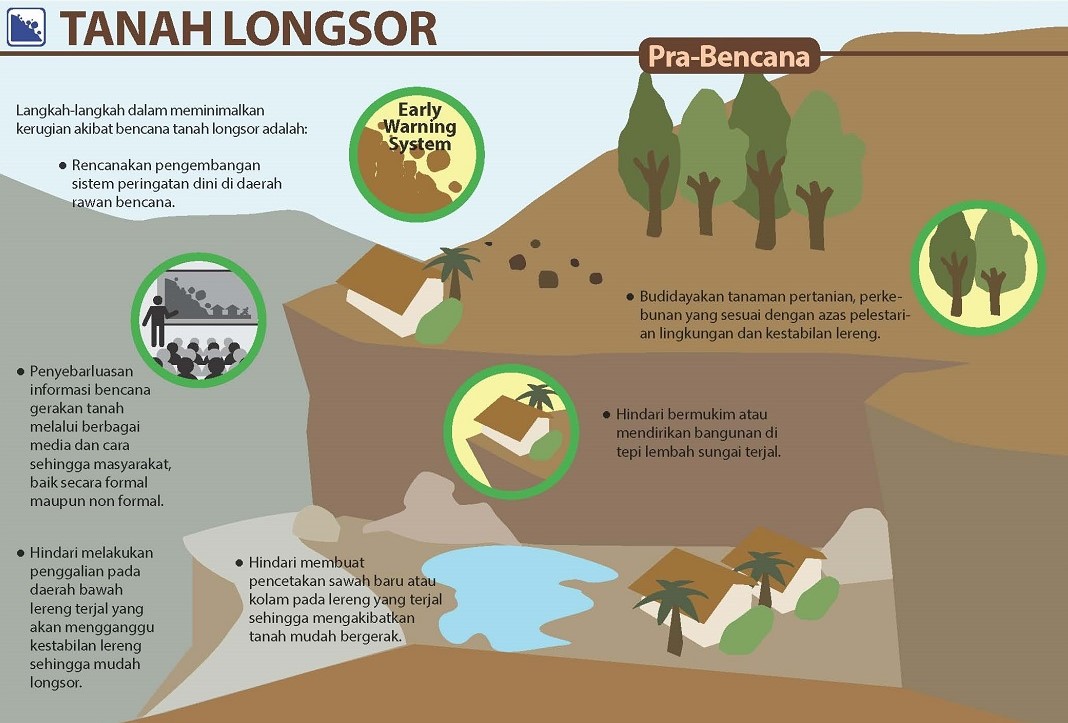 TANAH LONGSOR
Pra-Bencana
Langkah-langkah dalam meminimalkan
kerugian akibat bencana tanah longsor adalah:
● Rencanakan pengembangan
sistem peringatan dini di daerah
rawan bencana.
Early
Warning
System
● Budidayakan tanaman pertanian, perke-
bunan yang sesuai dengan azas pelestari-
an lingkungan dan kestabilan lereng.
● Penyebarluasan
informasi bencana
gerakan tanah
melalui berbagai
media dan cara
sehingga masyarakat,
baik secara formal
maupun non formal.
● Hindari bermukim atau
mendirikan bangunan di
tepi lembah sungai terjal.
● Hindari melakukan
penggalian pada
daerah bawah
lereng terjal yang
akan mengganggu
kestabilan lereng
sehingga mudah
longsor.
● Hindari membuat
pencetakan sawah baru atau
kolam pada lereng yang terjal
sehingga mengakibatkan
tanah mudah bergerak.